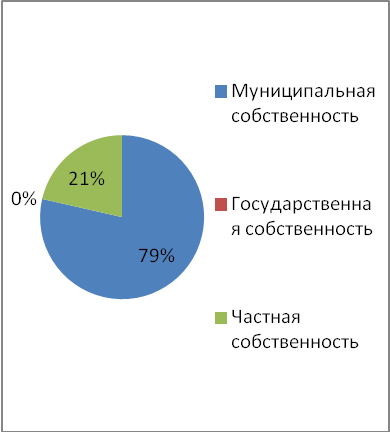 Муниципальная
собственность
21%
0%
Государственна
я собственность
79%
Частная
собственность